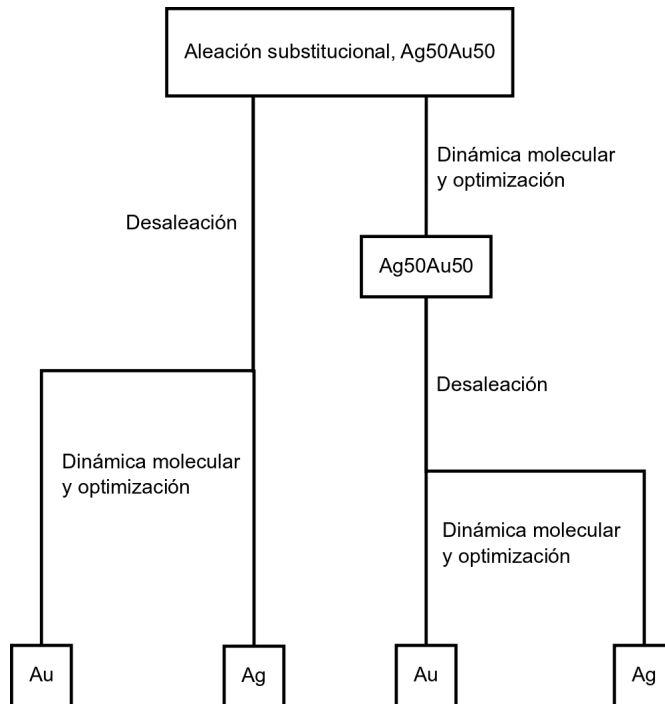 Aleación substitucional, Ag50Au50
Dinámica molecular
y optimización
Desaleación
Ag50Au50
Desaleación
Dinámica molecular
y optimización
Dinámica molecular
y optimización
Au
Ag
Au
Ag